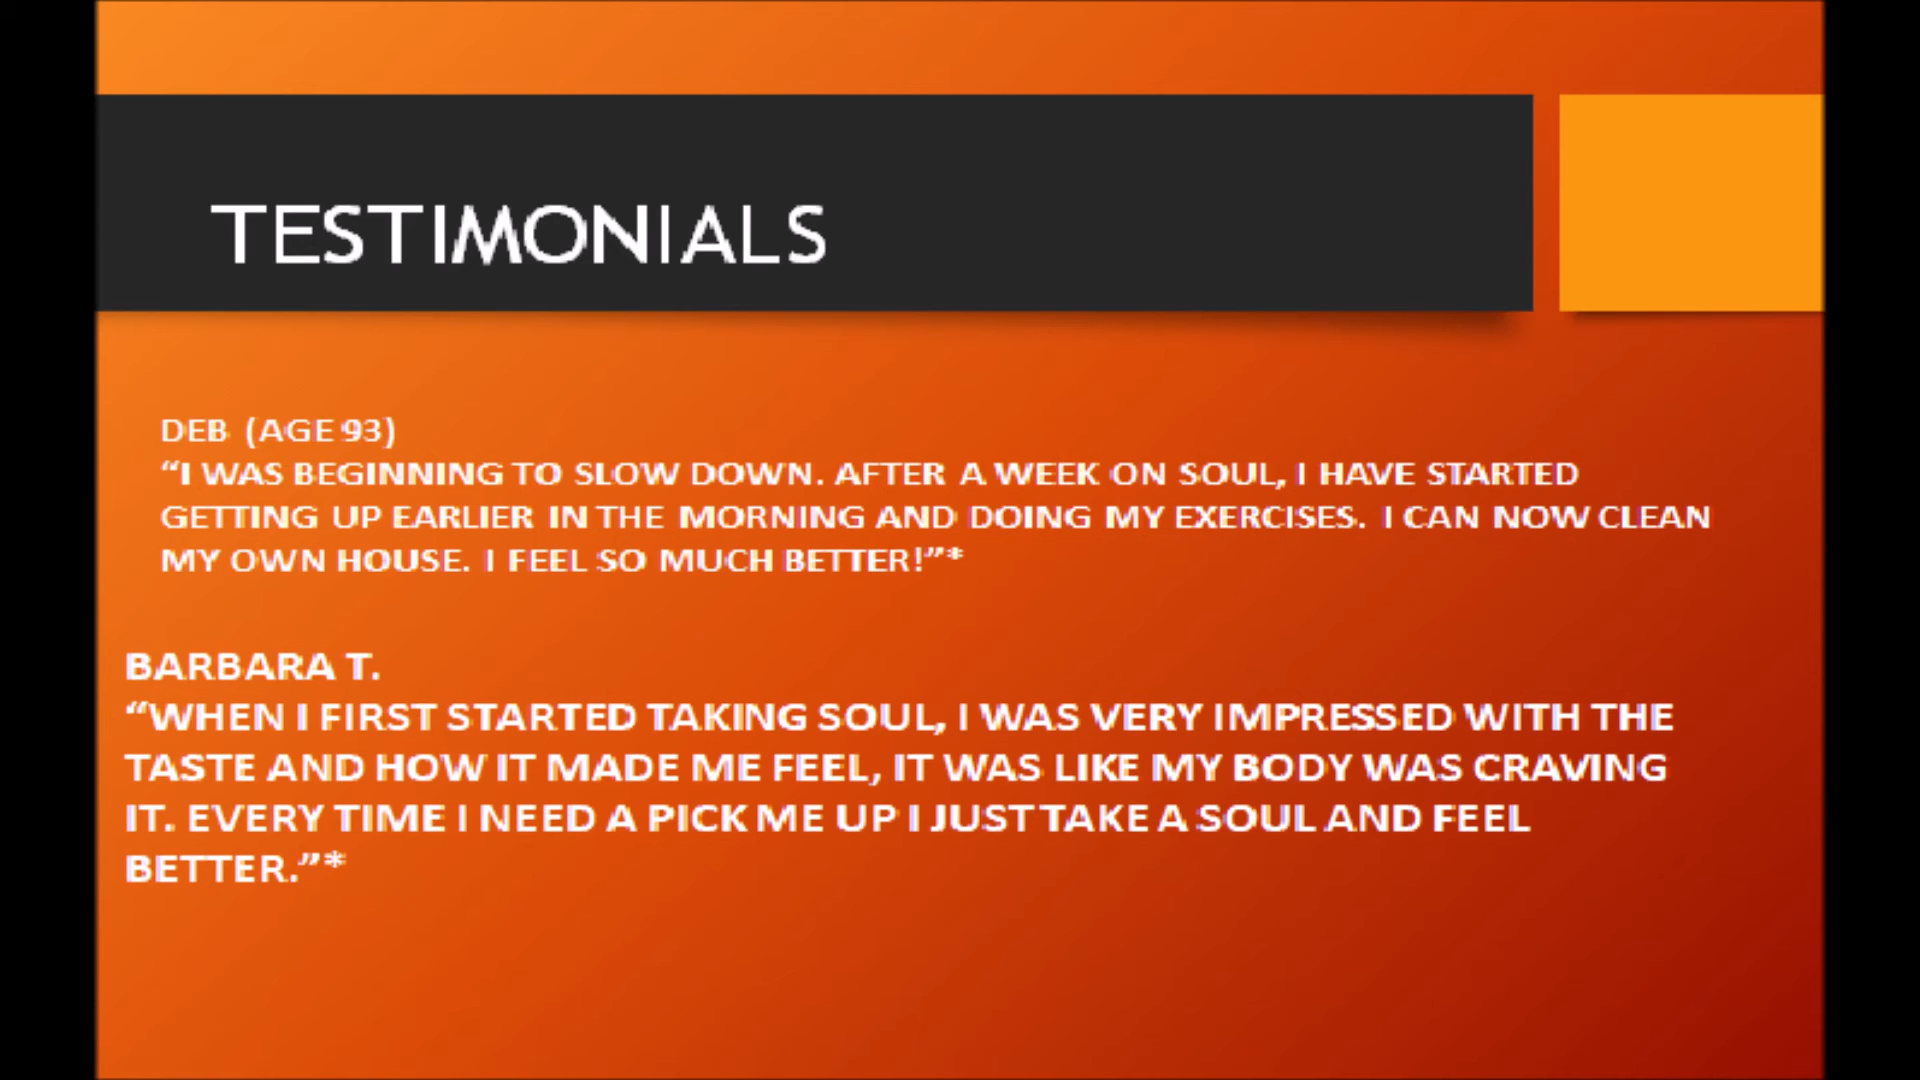 TESTIMONIALS
DEB (AGE 93)
“I WAS BEGINNING TO SLOW DOWN. AFTER A WEEK ON SOUL, I HAVE STARTED
GETTING UP EARLIER IN THE MORNING AND DOING MY EXERCISES. I CAN NOW CLEAN
MY OWN HOUSE. I FEEL SO MUCH BETTER!”*
BARBARA T.
“WHEN I FIRST STARTED TAKING SOUL, I WAS VERY IMPRESSED WITH THE
TASTE AND HOW IT MADE ME FEEL, IT WAS LIKE MY BODY WAS CRAVING
IT. EVERY TIME I NEED A PICK ME UP I JUST TAKE A SOUL AND FEEL
BETTER.”*